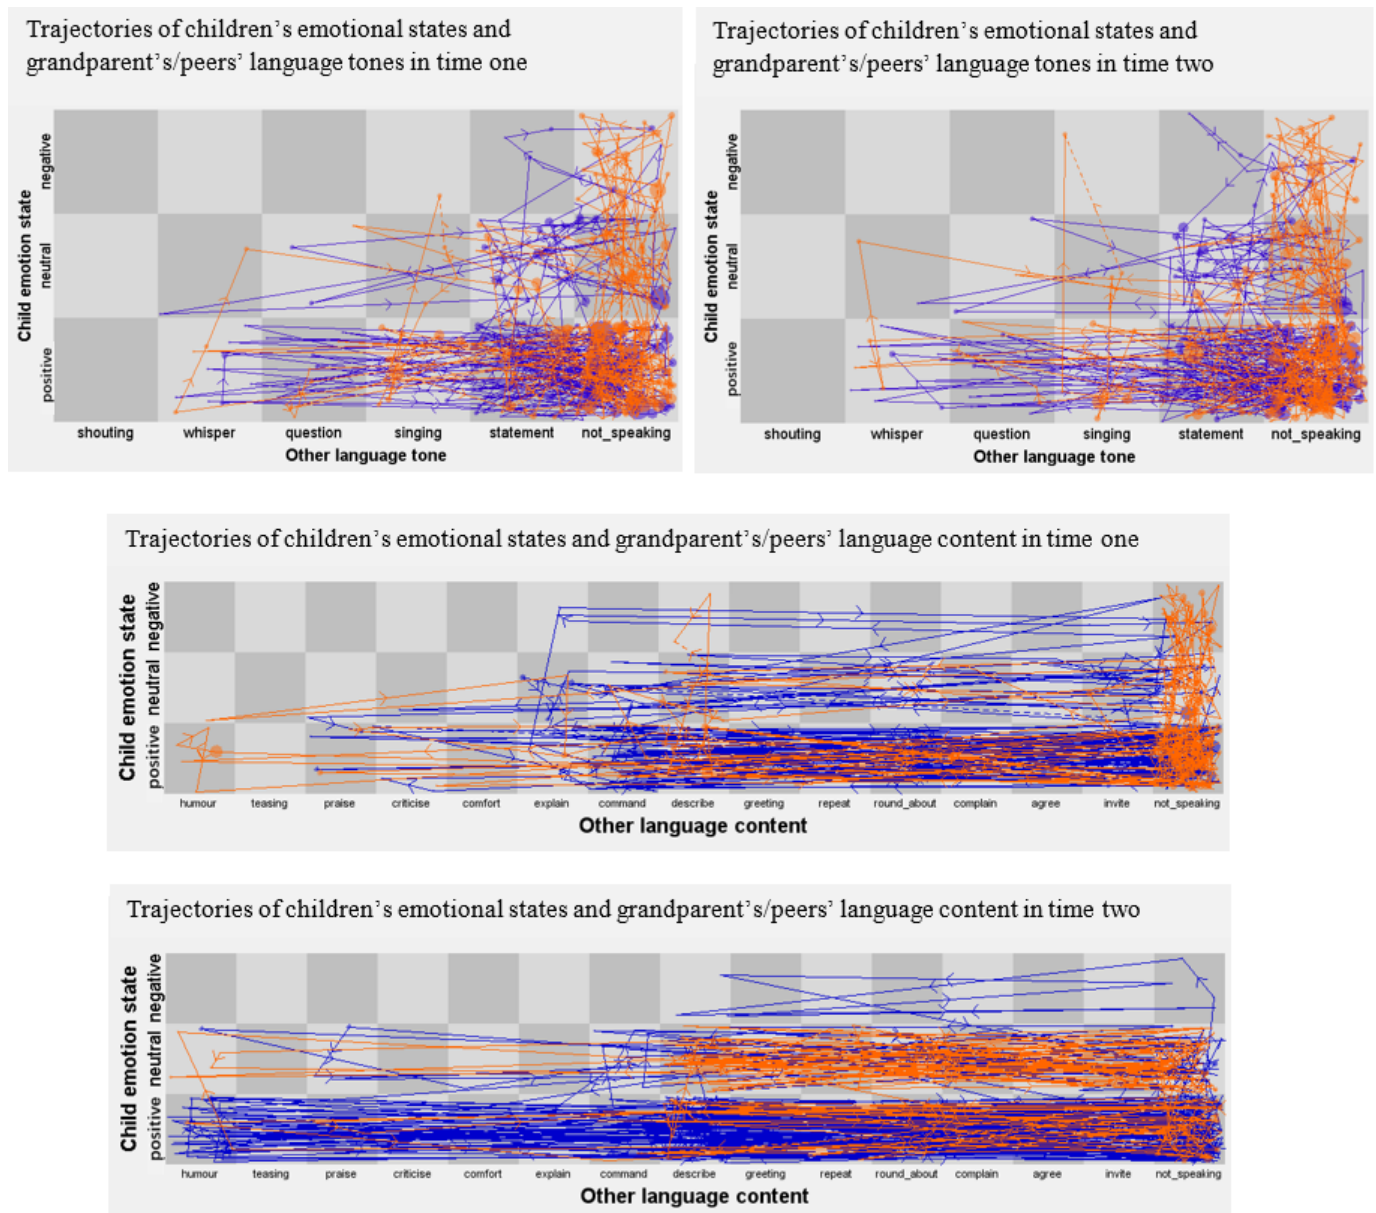 Trajectories of children’s emotional states and
grandparent’s/peers’ language tones in time one
Child emotion state
negative
neutral
positive
shouting whisper question singing statement not_speaking
Other language tone
Trajectories of children’s emotional states and
grandparent’s/peers’ language tones in time two
Child emotion state
negative
neutral
positive
shouting whisper question singing statement not_speaking
Other language tone
Trajectories of children’s emotional states and grandparent’s/peers’ language content in time one
Child emotion state
negative
neutral
positive
humour teasing praise criticise comfort explain command describe greeting repeat round_about complain agree invite not_speaking
Other language content
Trajectories of children’s emotional states and grandparent’s/peers’ language content in time two
Child emotion state
negative
neutral
positive
humour teasing praise criticise comfort explain command describe greeting repeat round_about complain agree invite not_speaking
Other language content